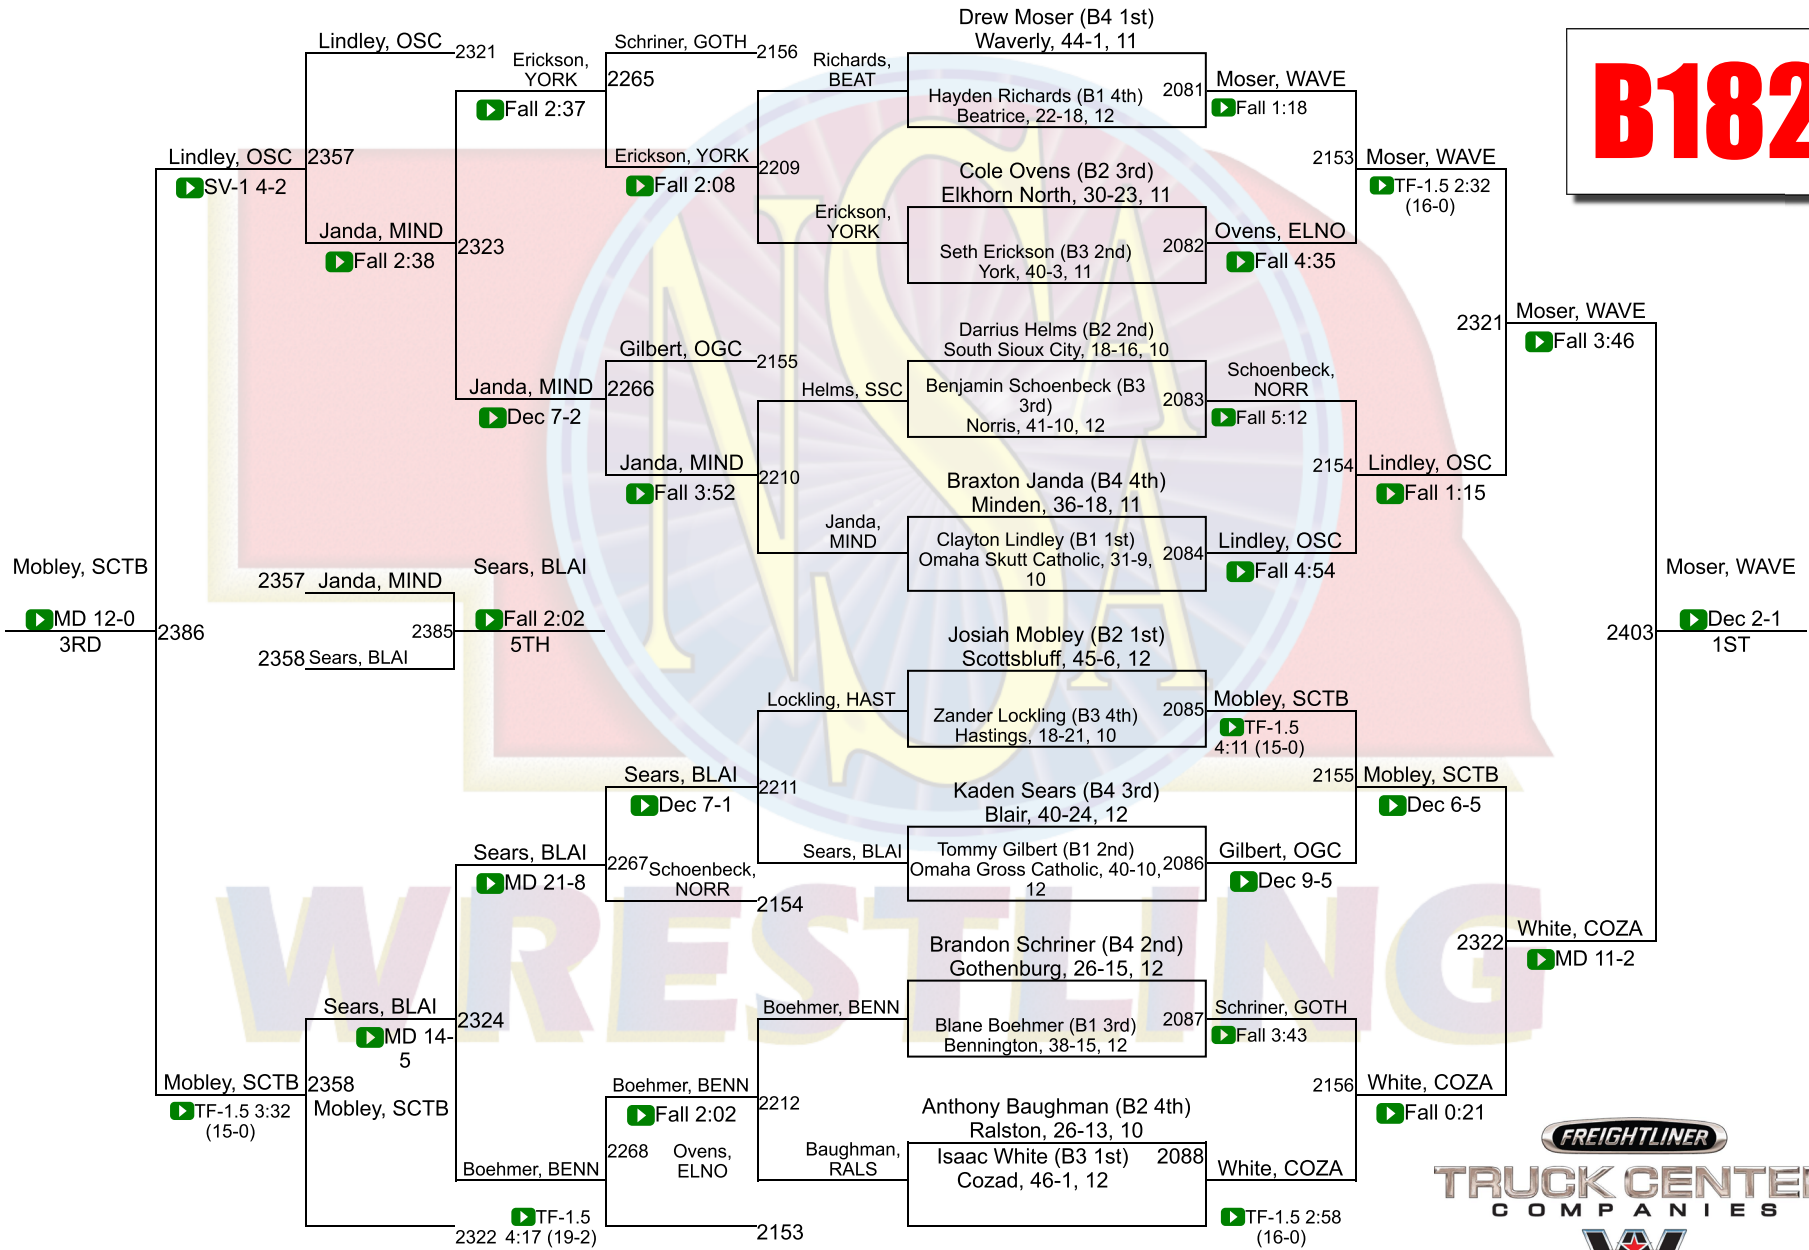 Drew Moser (B4 1st)
Waverly, 44-1, 11
Hayden Richards (B1 4th)
Beatrice, 22-18, 12
2081
Cole Ovens (B2 3rd)
Elkhorn North, 30-23, 11
Seth Erickson (B3 2nd)
York, 40-3, 11
2082
Darrius Helms (B2 2nd)
South Sioux City, 18-16, 10
Benjamin Schoenbeck (B3
3rd)
Norris, 41-10, 12
2083
Braxton Janda (B4 4th)
Minden, 36-18, 11
Clayton Lindley (B1 1st)
Omaha Skutt Catholic, 31-9,
10
2084
Josiah Mobley (B2 1st)
Scottsbluff, 45-6, 12
Zander Lockling (B3 4th)
Hastings, 18-21, 10
2085
Kaden Sears (B4 3rd)
Blair, 40-24, 12
Tommy Gilbert (B1 2nd)
Omaha Gross Catholic, 40-10,
12
2086
Brandon Schriner (B4 2nd)
Gothenburg, 26-15, 12
Blane Boehmer (B1 3rd)
Bennington, 38-15, 12
2087
Anthony Baughman (B2 4th)
Ralston, 26-13, 10
Isaac White (B3 1st)
Cozad, 46-1, 12
2088
Moser, WAVE
Fall 1:18
Ovens, ELNO
Fall 4:35
Schoenbeck,
NORR
Fall 5:12
Lindley, OSC
Fall 4:54
Mobley, SCTB
TF-1.5
4:11 (15-0)
Gilbert, OGC
Dec 9-5
Schriner, GOTH
Fall 3:43
White, COZA
TF-1.5 2:58
(16-0)
2153
Moser, WAVE
TF-1.5 2:32
(16-0)
2154
Lindley, OSC
Fall 1:15
2155
Mobley, SCTB
Dec 6-5
2156
White, COZA
Fall 0:21
2321
Moser, WAVE
Fall 3:46
2322
White, COZA
MD 11-2
2403
Moser, WAVE
Dec 2-1
1ST
Richards,
BEAT
Erickson,
YORK
Helms, SSC
Janda,
MIND
Lockling, HAST
Sears, BLAI
Boehmer, BENN
Baughman,
RALS
Schriner, GOTH
2156
Erickson, YORK
Fall 2:08
2209
Gilbert, OGC
2155
Janda, MIND
Fall 3:52
2210
Sears, BLAI
Dec 7-1
2211
Schoenbeck,
NORR
2154
Boehmer, BENN
Fall 2:02
2212
Ovens,
ELNO
2153
Erickson,
YORK
Fall 2:37
2265
Janda, MIND
Dec 7-2
2266
Sears, BLAI
MD 21-8
2267
Boehmer, BENN
TF-1.5
4:17 (19-2)
2268
Lindley, OSC
2321
Janda, MIND
Fall 2:38
2323
Sears, BLAI
MD 14-
5
2324
Mobley, SCTB
2322
Lindley, OSC
SV-1 4-2
2357
Mobley, SCTB
TF-1.5 3:32
(15-0)
2358
Mobley, SCTB
MD 12-0
3RD
2386
2357
Janda, MIND
2358
Sears, BLAI
2385
Sears, BLAI
Fall 2:02
5TH
B182
NSAA
WRESTLING
FREIGHTLINER
TRUCK CENTER
COMPANIES